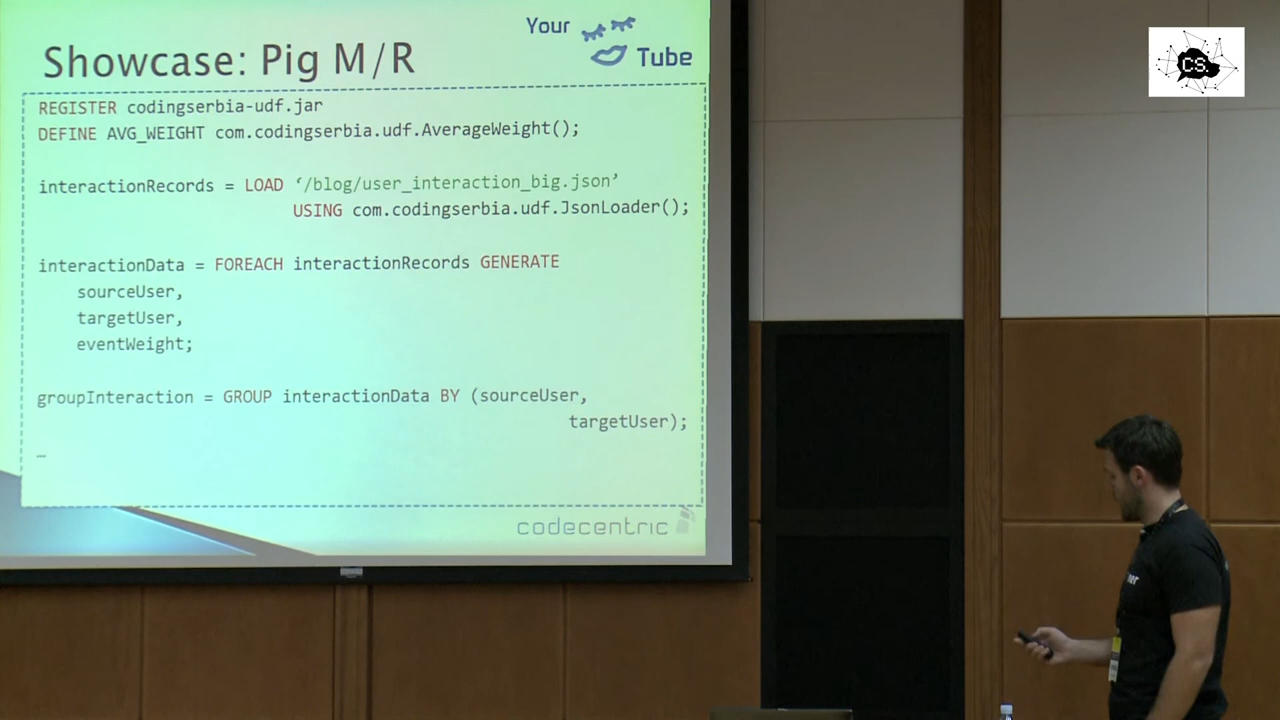 Showcase: Pig M/R
Your
Tube
CS.
REGISTER codingserbia-udf.jar
DEFINE AVG_WEIGHT com.codingserbia.udf.AverageWeight();
interactionRecords = LOAD ‘/blog/user_interaction_big.json’
USING com.codingserbia.udf.JsonLoader();
interactionData = FOREACH interactionRecords GENERATE
sourceUser,
targetUser,
eventWeight;
groupInteraction = GROUP interactionData BY (sourceUser,
targetUser);
…
codecentric